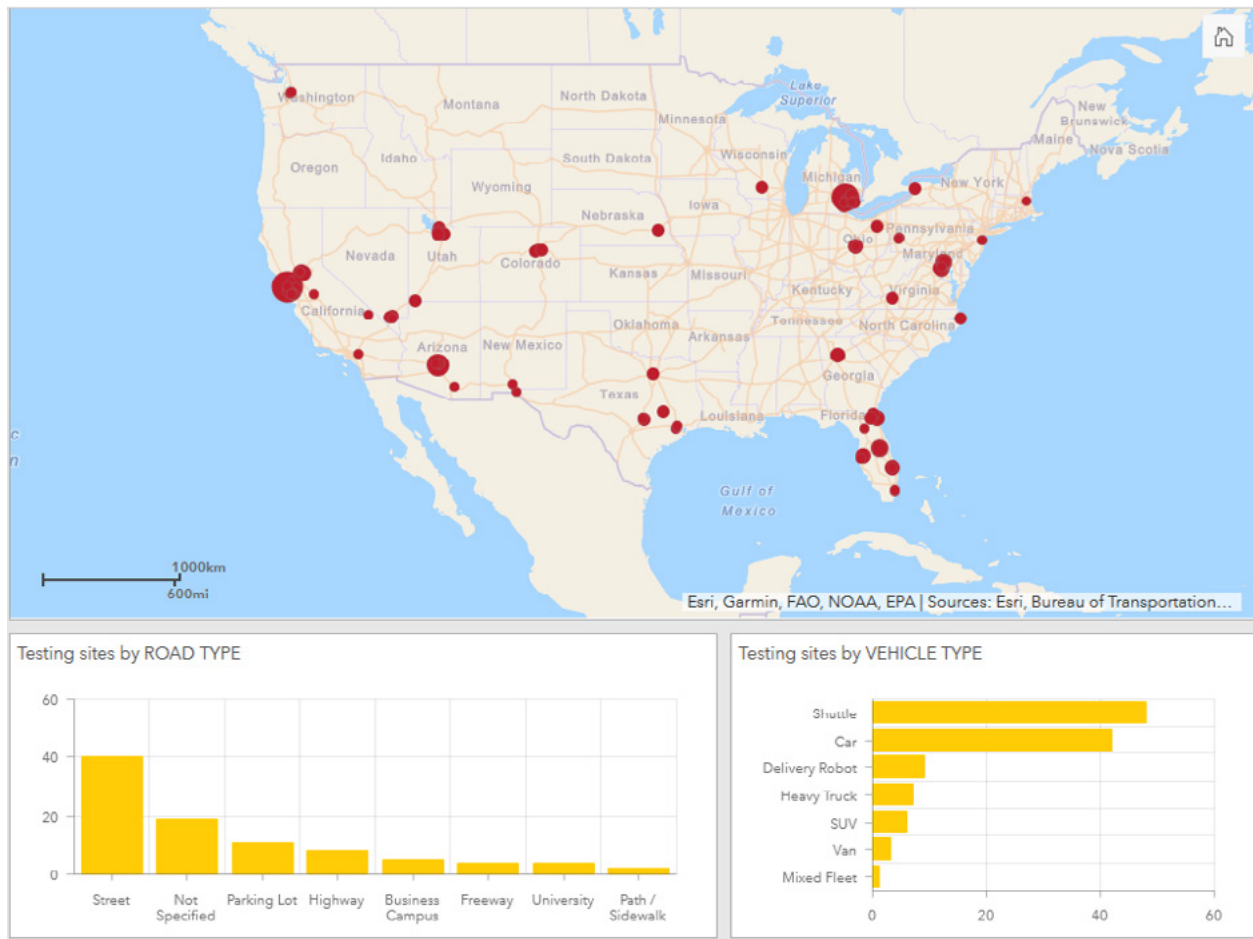 Lake
Superior
Washington
Montana
North Dakota
Minnesota
New
Brunswick
Maine
Nova Scotia
Oregon
Idaho
South Dakota
Wisconsin
Michigan
New York
Wyoming
Nebraska
Iowa
Ohio
Pennsylvania
Nevada
Utah
Colorado
Kansas
Missouri
Maryland
Kentucky
Virginia
California
Oklahoma
Tennessee
North Carolina
Arizona
New Mexico
Arkansas
Texas
Georgia
Louisiana
Florida
c
n
Gulf of
Mexico
1000km
600mi
Esri, Garmin, FAO, NOAA, EPA | Sources: Esri, Bureau of Transportation...
Testing sites by ROAD TYPE
60
40
20
0
Street
Not
Specified
Parking Lot
Highway
Business
Campus
Freeway
University
Path /
Sidewalk
Testing sites by VEHICLE TYPE
Shuttle
Car
Delivery Robot
Heavy Truck
SUV
Van
Mixed Fleet
0
20
40
60